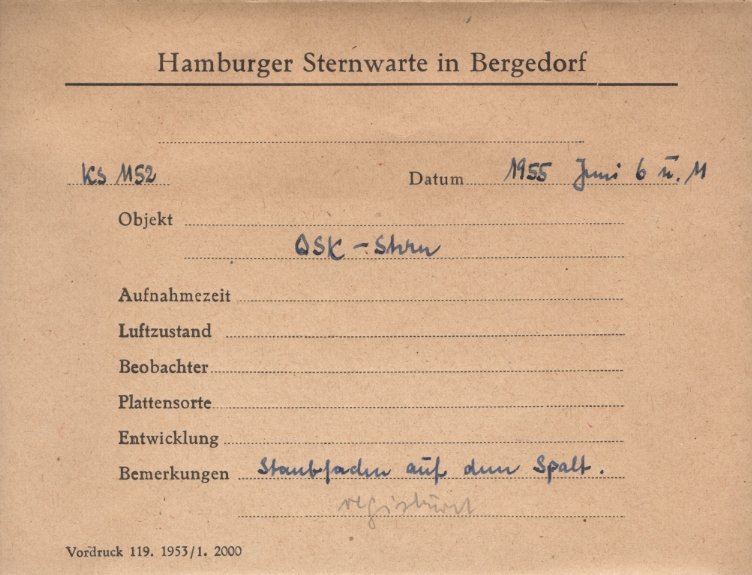 Hamburger Sternwarte in Bergedorf
KS 1152 Datum 1955 Juni 6 u. 11
Objekt
QSK - Stern
Aufnahmezeit
Luftzustand
Beobachter
Plattensorte
Entwicklung
Bemerkungen Staubfaden auf dem Spalt.
registriert
Vordruck 119. 1953/1. 2000